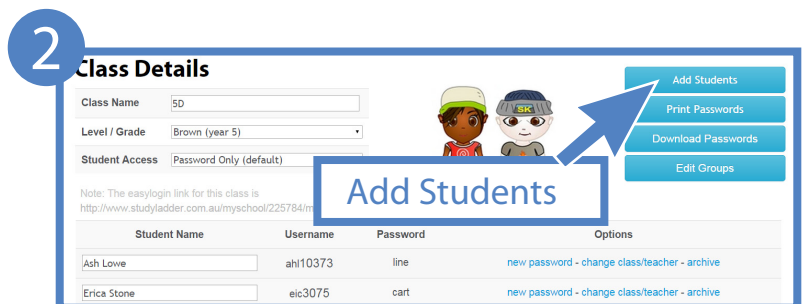 2
Class Details
Add Students
Class Name 5D
Print Passwords
Level / Grade Brown (year 5)
Download Passwords
Student Access Password Only (default)
Edit Groups
Add Students
Note: The easylogin link for this class is
http://www.studyladder.com.au/myschool/225784/m
Student Name Username Password Options
Ash Lowe ahl10373 line new password - change class/teacher - archive
Erica Stone eic3075 cart new password - change class/teacher - archive
SK